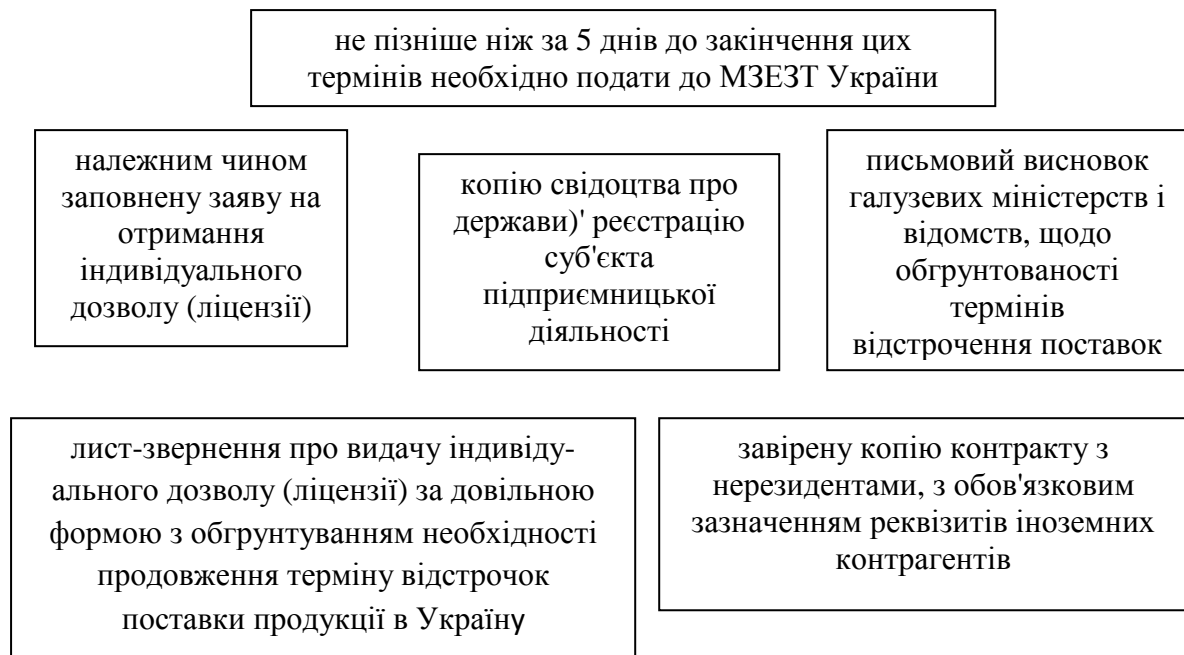 не пізніше ніж за 5 днів до закінчення цих
термінів необхідно подати до МЗЕЗТ України
належним чином
заповнену заяву на
отримання
індивідуального
дозволу (ліцензії)
копію свідоцтва про
держави)' реєстрацію
суб'єкта
підприємницької
діяльності
письмовий висновок
галузевих міністерств і
відомств, щодо
обгрунтованості
термінів
відстрочення поставок
лист-звернення про видачу індивіду-
ального дозволу (ліцензії) за довільною
формою з обгрунтуванням необхідності
продовження терміну відстрочок
поставки продукції в Україну
завірену копію контракту з
нерезидентами, з обов'язковим
зазначенням реквізитів іноземних
контрагентів